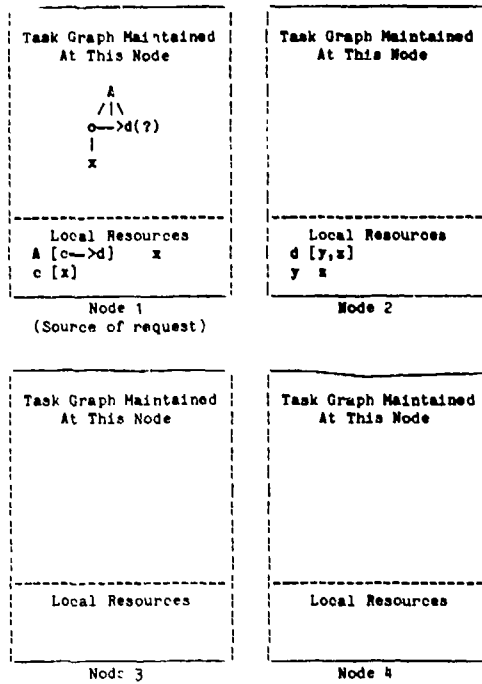 Task Graph Maintained
At This Node
A
/|\
o—>d(?)
|
x
Local Resources
A [c—>d] x
c [x]
Node 1
(Source of request)
Task Graph Maintained
At This Node
Local Resources
d [y,z]
y z
Node 2
Task Graph Maintained
At This Node
Local Resources
Node 3
Task Graph Maintained
At This Node
Local Resources
Node 4